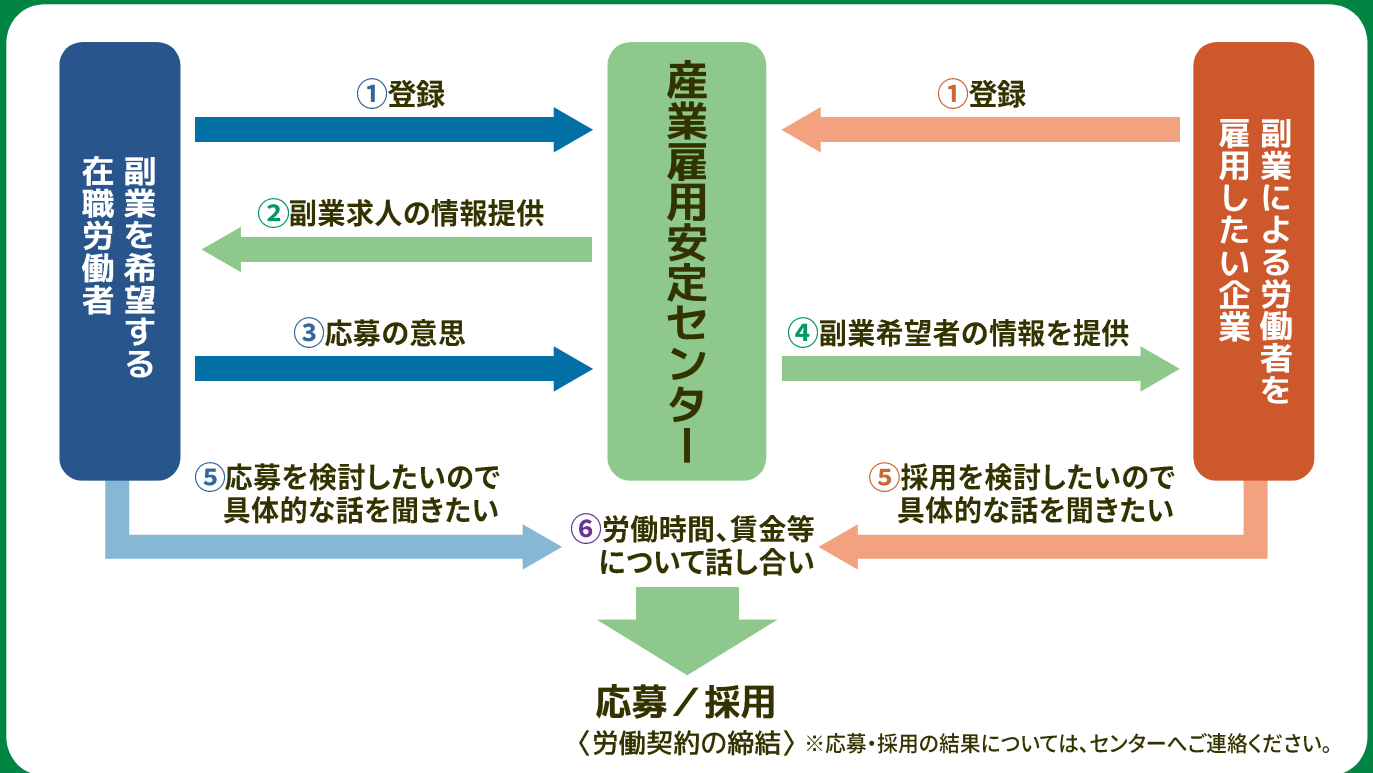 副業を希望する
在職労働者
①登録
②副業求人の情報提供
③応募の意思
産業雇用安定センター
①登録
④副業希望者の情報を提供
副業による労働者を
雇用したい企業
⑤応募を検討したいので
具体的な話を聞きたい
⑤採用を検討したいので
具体的な話を聞きたい
⑥労働時間、賃金等
について話し合い
応募／採用
〈労働契約の締結〉
※応募・採用の結果については、センターへご連絡ください。